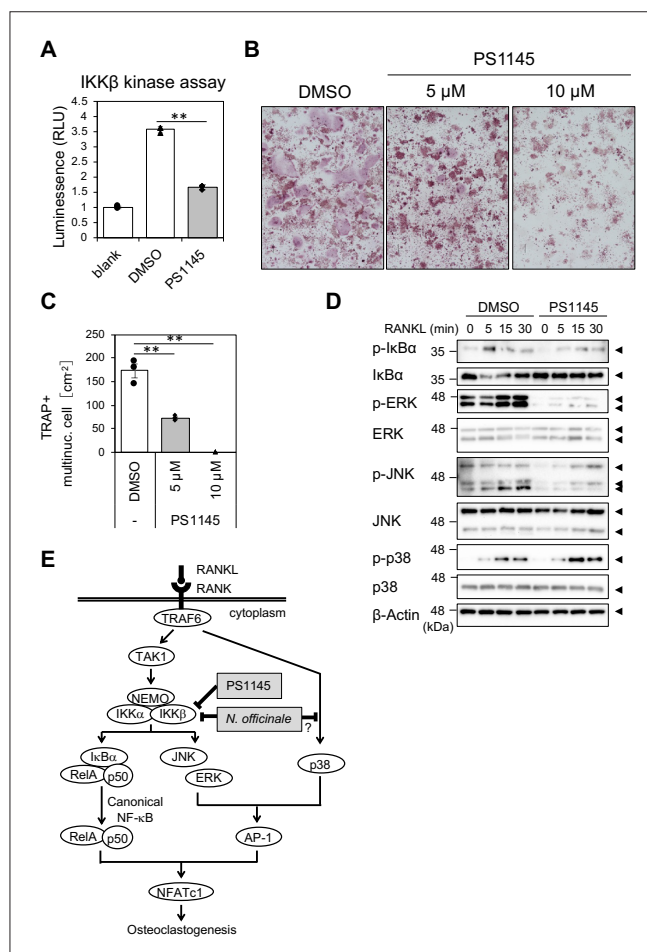 A
IKKβ kinase assay
Luminessence (RLU)
4.5
4
3.5
3
2.5
2
1.5
1
0.5
0
**
blank
DMSO
PS1145
B
PS1145
DMSO
5 μM
10 μM
C
TRAP+
multinuc. cell [cm-2]
250
200
150
100
50
0
**
**
DMSO
5 μM
10 μM
-
PS1145
D
DMSO
PS1145
RANKL (min)
0 5 15 30 0 5 15 30
p-IκBα
35
IκBα
35
p-ERK
48
ERK
48
p-JNK
48
JNK
48
p-p38
48
p38
β-Actin
48
(kDa)
E
RANKL
RANK
cytoplasm
TRAF6
TAK1
PS1145
NEMO
IKKα
IKKβ
N. officinale
?
IκBα
JNK
RelA
p50
p38
ERK
Canonical
NF-κB
RelA
p50
AP-1
NFATc1
Osteoclastogenesis